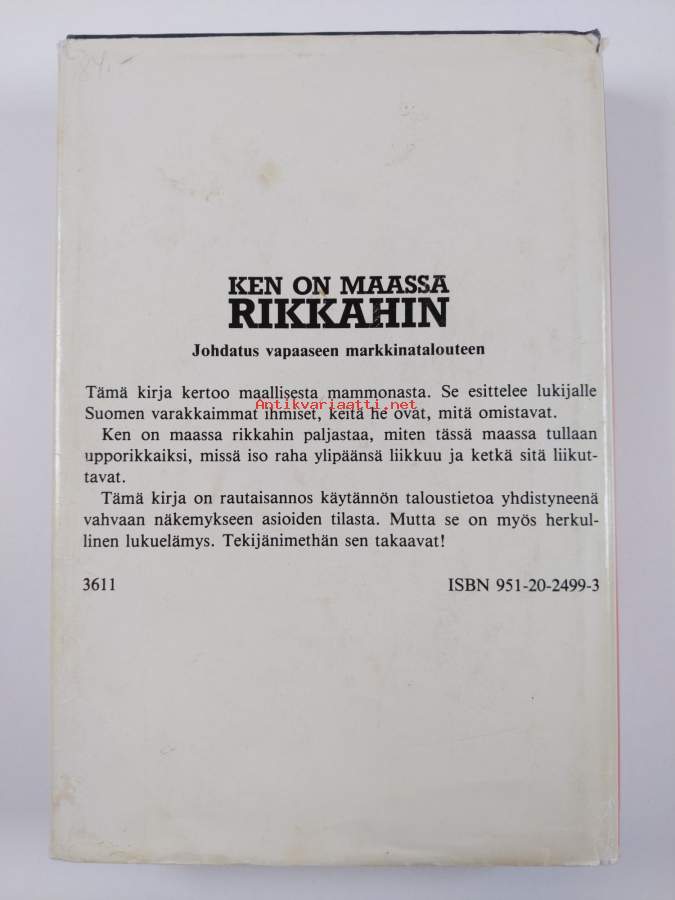 24.-
KEN ON MAASSA
RIKKAHIN
Johdatus vapaaseen markkinatalouteen
Tämä kirja kertoo maallisesta mammonasta. Se esittelee lukijalle
Antikvariaatti.net
Suomen varakkaimmat ihmiset, keitä he ovat, mitä omistavat.
Ken on maassa rikkahin paljastaa, miten tässä maassa tullaan
upporikkaiksi, missä iso raha ylipäänsä liikkuu ja ketkä sitä liikut-
tavat.
Tämä kirja on rautaisannos käytännön taloustietoa yhdistyneenä
vahvaan näkemykseen asioiden tilasta. Mutta se on myös herkul-
linen lukuelämys. Tekijänimethän sen takaavat!
3611 ISBN 951-20-2499-3